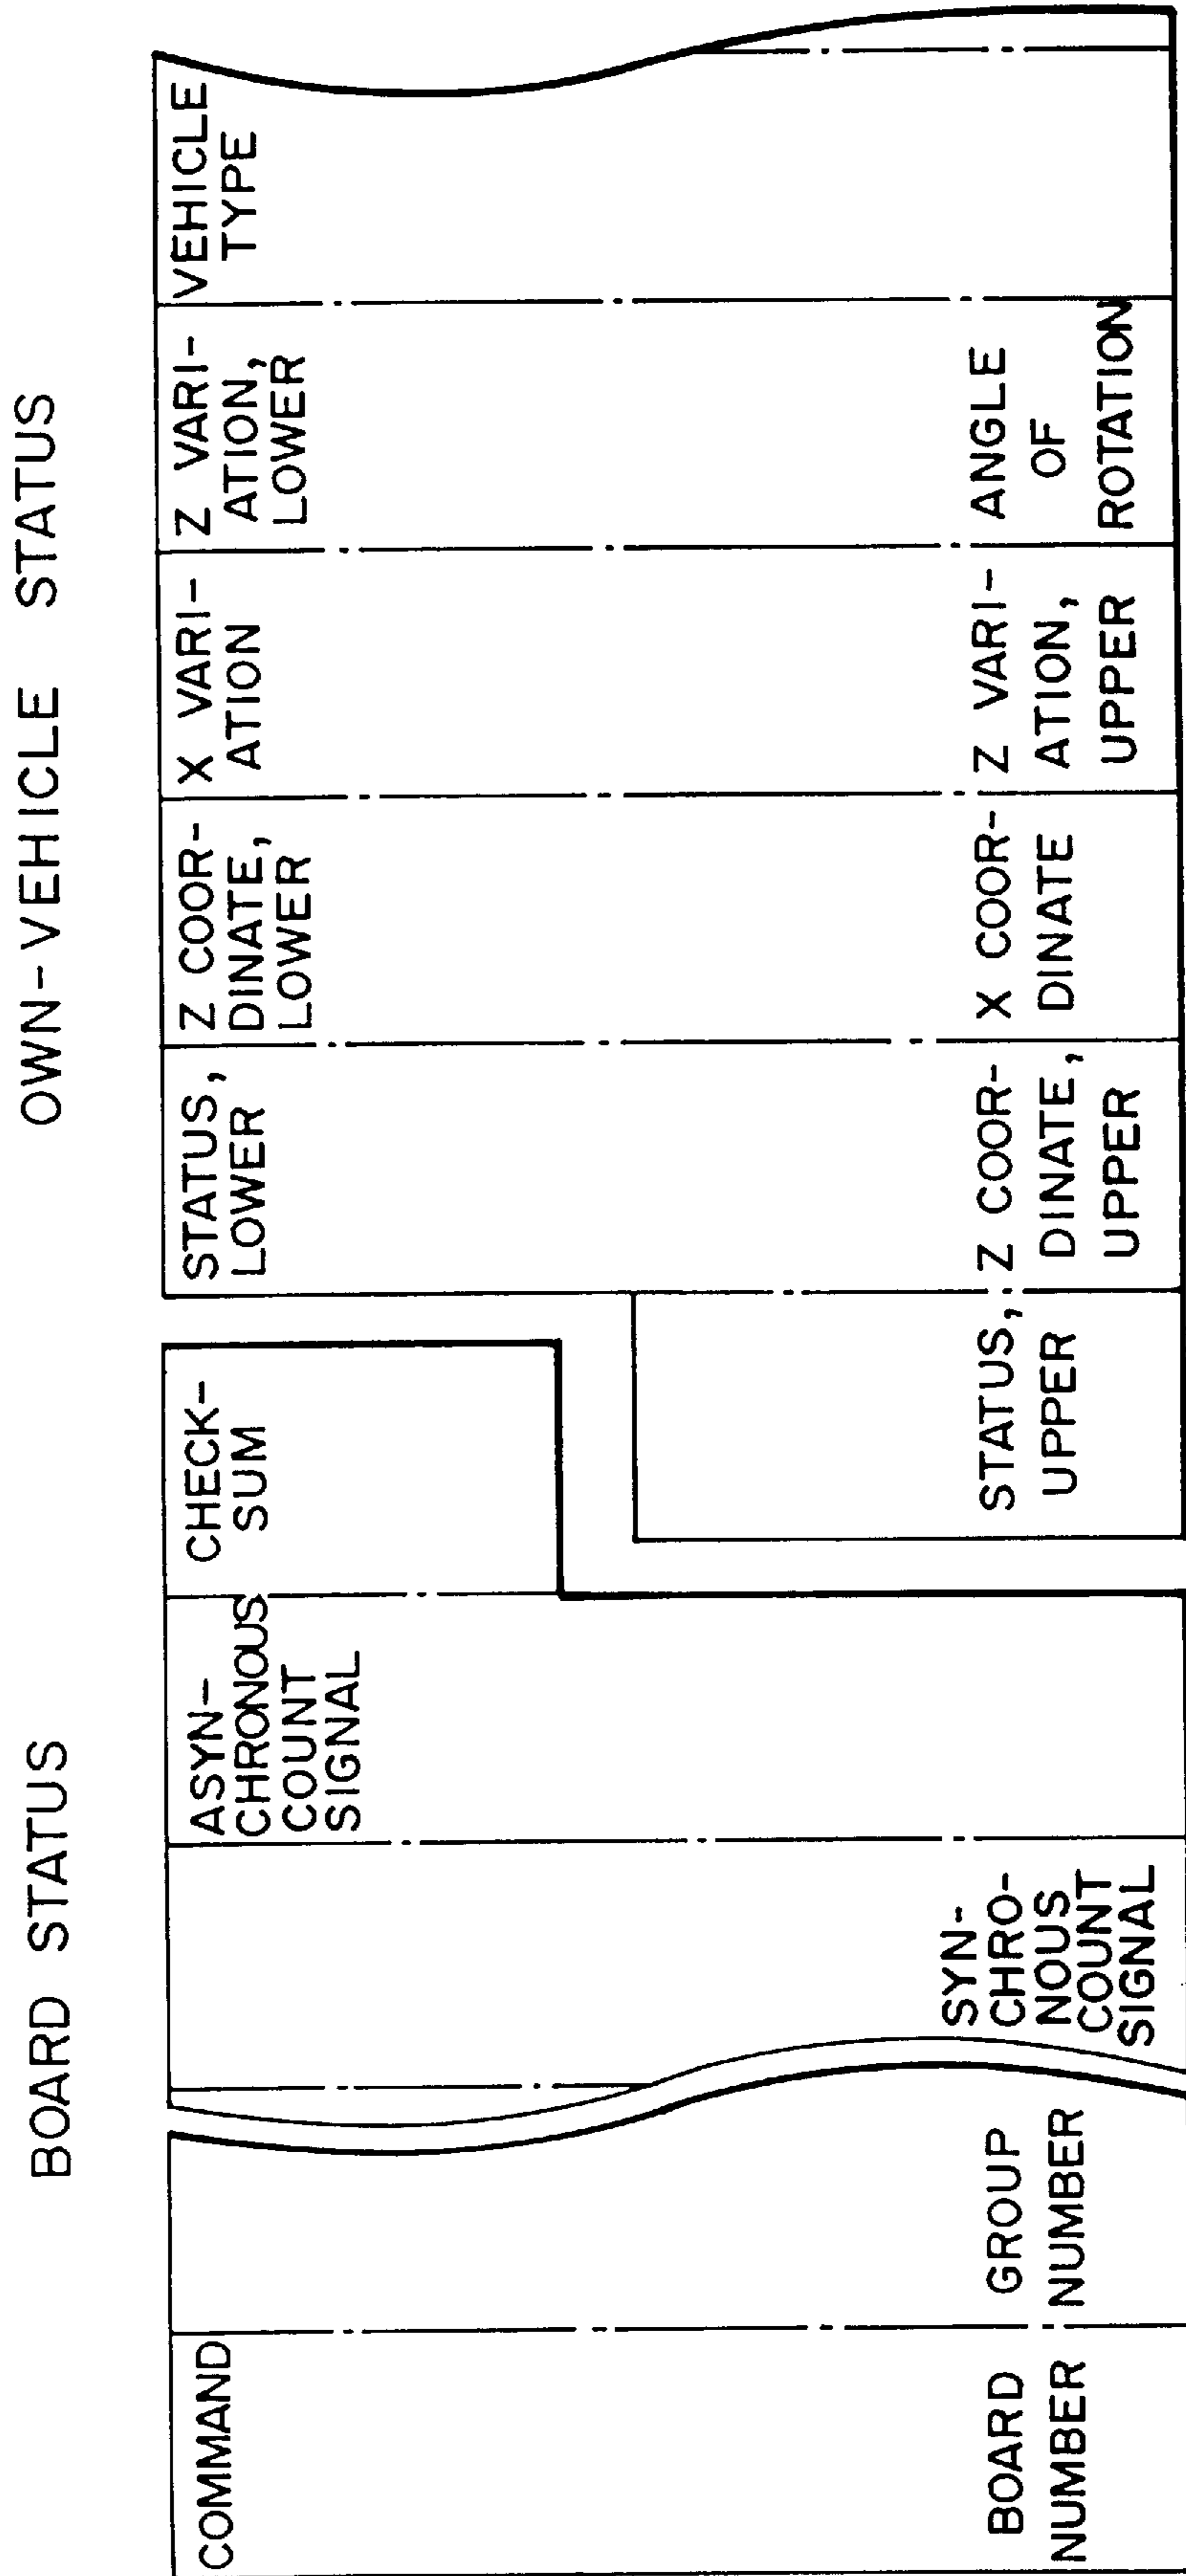 BOARD STATUS
COMMAND
BOARD
NUMBER
GROUP
NUMBER
SYN-
CHRO-
NOUS
COUNT
SIGNAL
ASYN-
CHRONOUS
COUNT
SIGNAL
CHECK-
SUM
OWN-VEHICLE STATUS
STATUS,
UPPER
STATUS,
LOWER
Z COOR-
DINATE,
UPPER
Z COOR-
DINATE,
LOWER
X COOR-
DINATE
X VARI-
ATION
Z VARI-
ATION,
UPPER
Z VARI-
ATION,
LOWER
ANGLE
OF
ROTATION
VEHICLE
TYPE